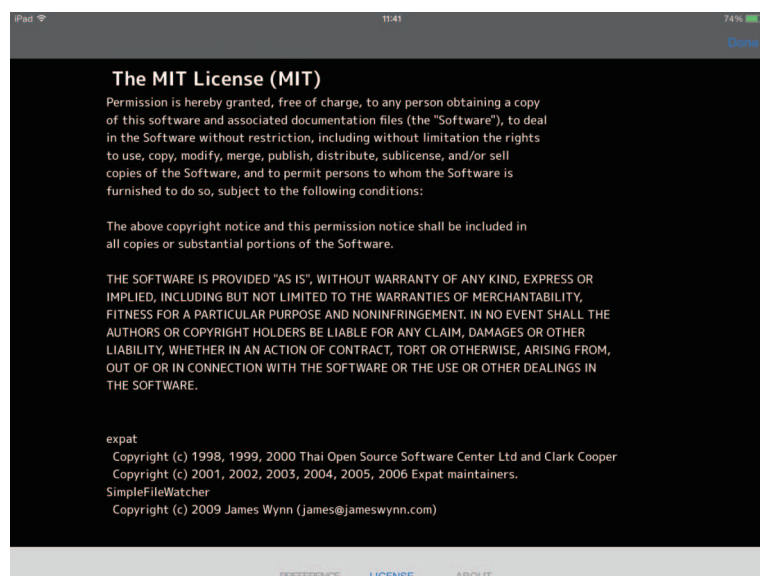 iPad 11:41 74%
Done
The MIT License (MIT)
Permission is hereby granted, free of charge, to any person obtaining a copy
of this software and associated documentation files (the "Software"), to deal
in the Software without restriction, including without limitation the rights
to use, copy, modify, merge, publish, distribute, sublicense, and/or sell
copies of the Software, and to permit persons to whom the Software is
furnished to do so, subject to the following conditions:
The above copyright notice and this permission notice shall be included in
all copies or substantial portions of the Software.
THE SOFTWARE IS PROVIDED "AS IS", WITHOUT WARRANTY OF ANY KIND, EXPRESS OR
IMPLIED, INCLUDING BUT NOT LIMITED TO THE WARRANTIES OF MERCHANTABILITY,
FITNESS FOR A PARTICULAR PURPOSE AND NONINFRINGEMENT. IN NO EVENT SHALL THE
AUTHORS OR COPYRIGHT HOLDERS BE LIABLE FOR ANY CLAIM, DAMAGES OR OTHER
LIABILITY, WHETHER IN AN ACTION OF CONTRACT, TORT OR OTHERWISE, ARISING FROM,
OUT OF OR IN CONNECTION WITH THE SOFTWARE OR THE USE OR OTHER DEALINGS IN
THE SOFTWARE.
expat
Copyright (c) 1998, 1999, 2000 Thai Open Source Software Center Ltd and Clark Cooper
Copyright (c) 2001, 2002, 2003, 2004, 2005, 2006 Expat maintainers.
SimpleFileWatcher
Copyright (c) 2009 James Wynn (james@jameswynn.com)
PREFERENCE LICENSE ABOUT